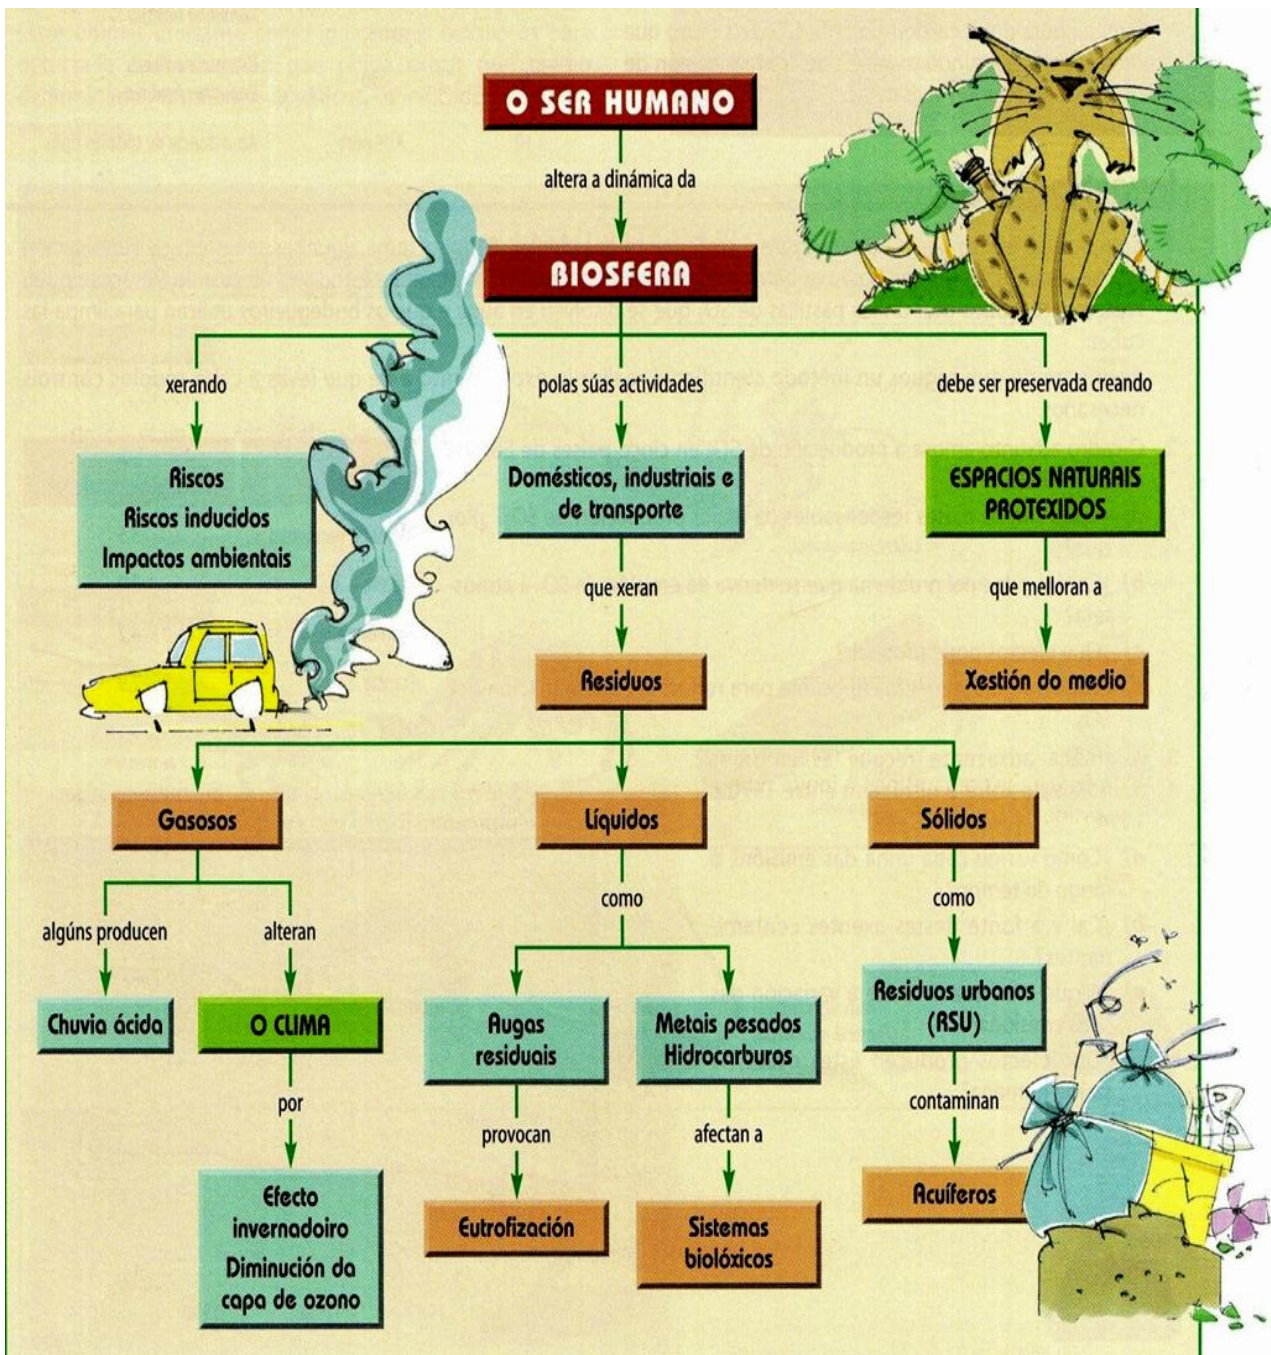 O SER HUMANO
altera a dinámica da
BIOSFERA
xerando
polas súas actividades
debe ser preservada creando
Riscos
Riscos inducidos
Impactos ambientais
Domésticos, industriais e
de transporte
ESPACIOS NATURAIS
PROTEXIDOS
que xeran
que melloran a
Residuos
Xestión do medio
Gasosos
Líquidos
Sólidos
algúns producen
alteran
como
como
Chuvia ácida
O CLIMA
Augas
residuais
Metais pesados
Hidrocarburos
Residuos urbanos
(RSU)
por
provocan
afectan a
contaminan
Efecto
invernadoiro
Diminución da
capa de ozono
Eutrofización
Sistemas
biolóxicos
Acuíferos